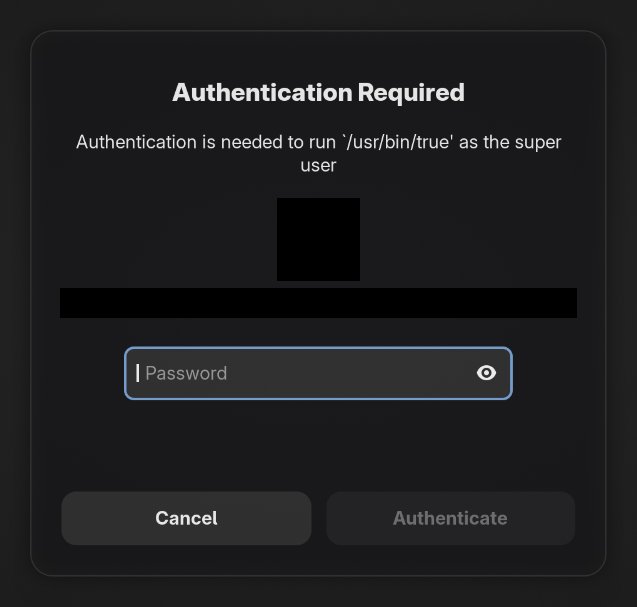 Authentication Required
Authentication is needed to run `/usr/bin/true' as the super
user
Password
Cancel
Authenticate